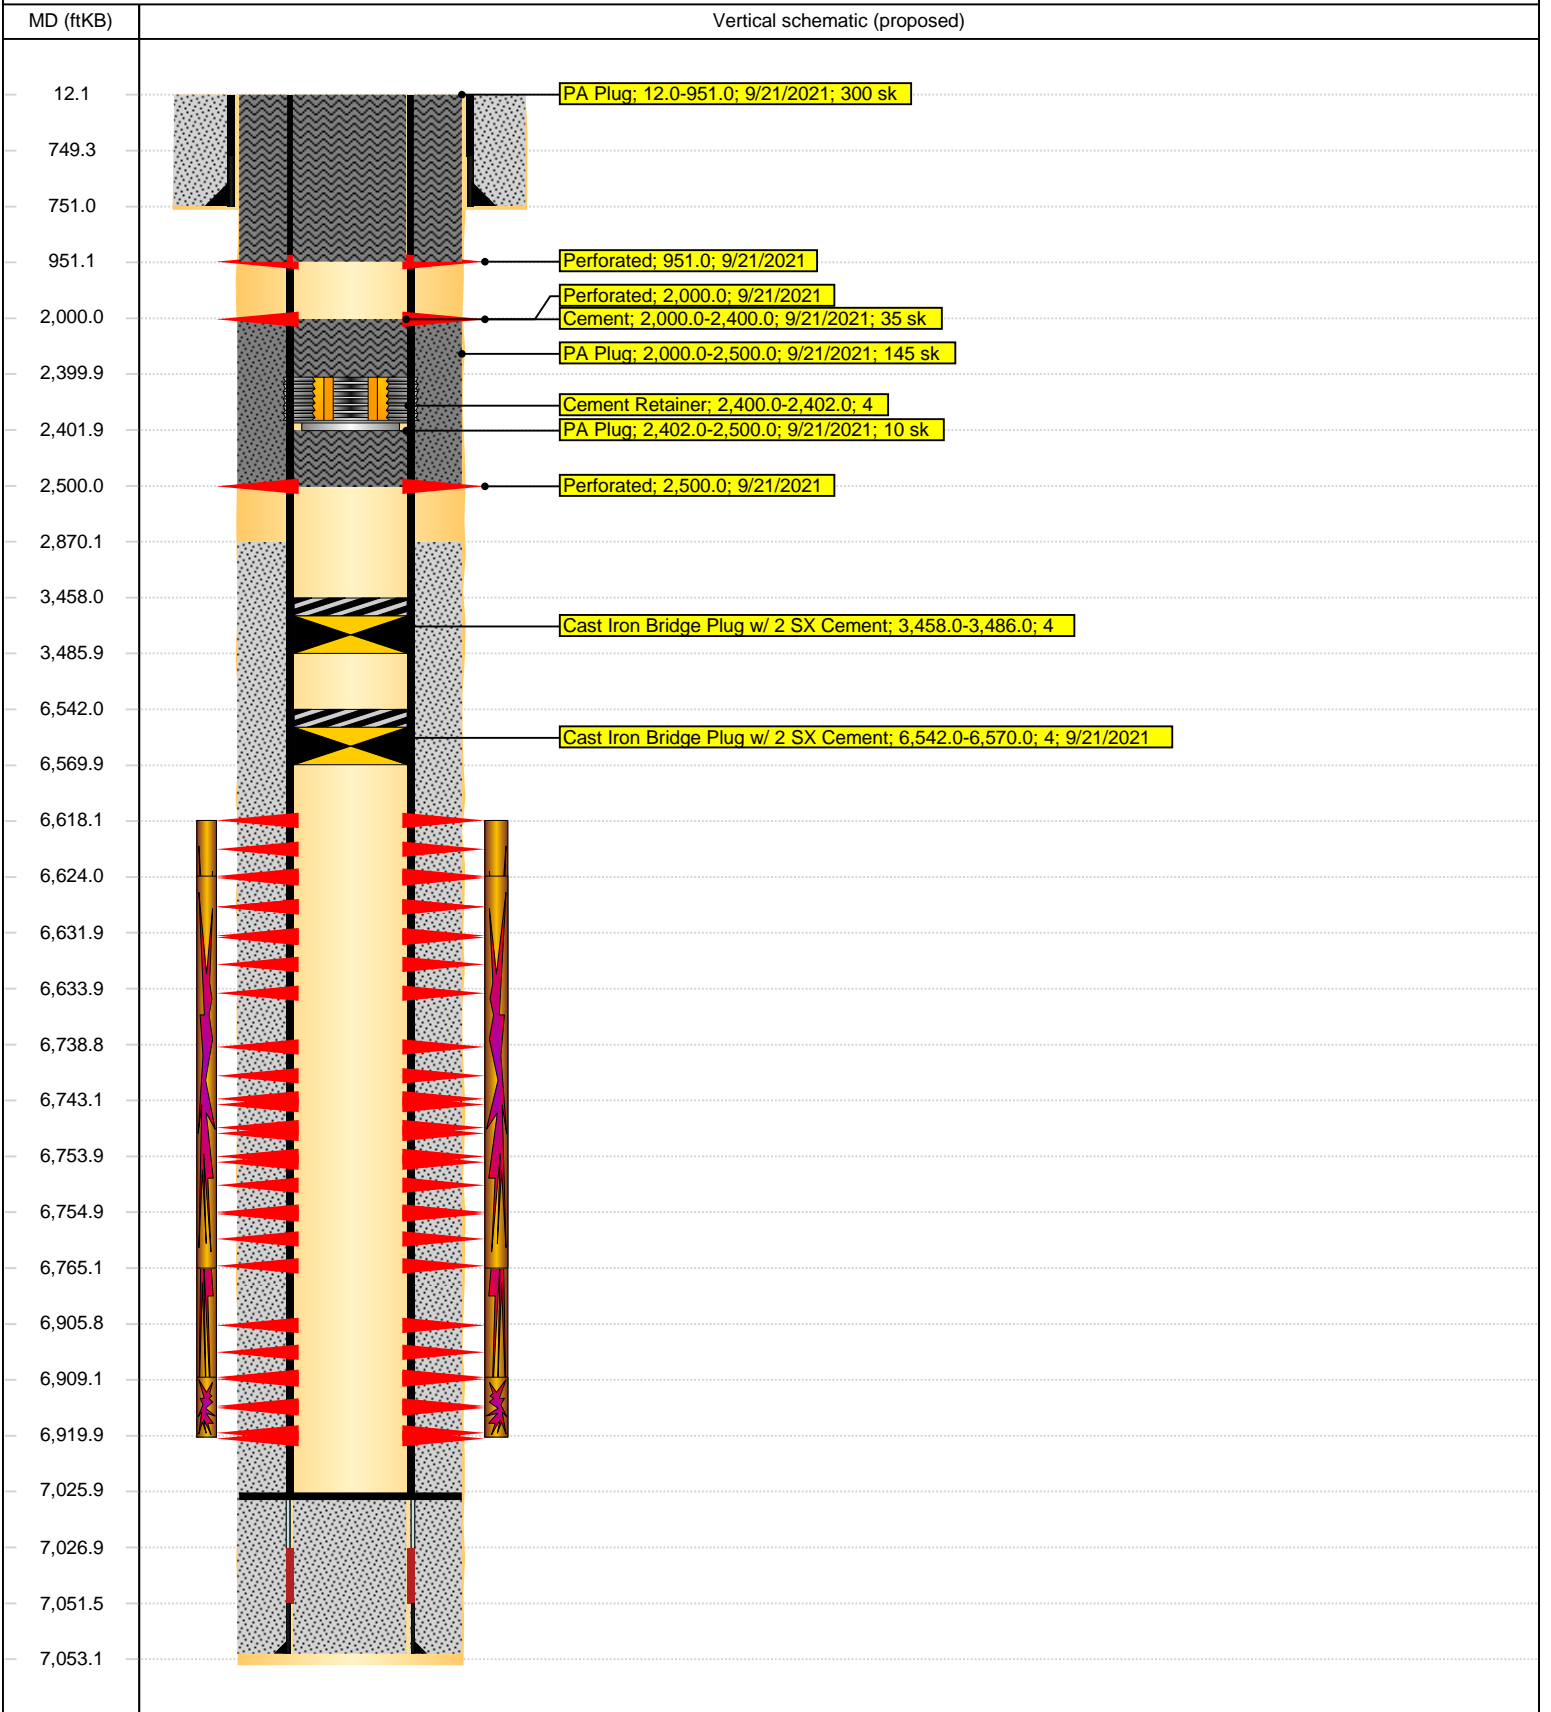 MD (ftKB) Vertical schematic (proposed)
12.1 PA Plug; 12.0-951.0; 9/21/2021; 300 sk
749.3
751.0
951.1 Perforated; 951.0; 9/21/2021
Perforated; 2,000.0; 9/21/2021
2,000.0 Cement; 2,000.0-2,400.0; 9/21/2021; 35 sk
PA Plug; 2,000.0-2,500.0; 9/21/2021; 145 sk
2,399.9
Cement Retainer; 2,400.0-2,402.0; 4
2,401.9 PA Plug; 2,402.0-2,500.0; 9/21/2021; 10 sk
2,500.0 Perforated; 2,500.0; 9/21/2021
2,870.1
3,458.0
Cast Iron Bridge Plug w/ 2 SX Cement; 3,458.0-3,486.0; 4
3,485.9
6,542.0
Cast Iron Bridge Plug w/ 2 SX Cement; 6,542.0-6,570.0; 4; 9/21/2021
6,569.9
6,618.1
6,624.0
6,631.9
6,633.9
6,738.8
6,743.1
6,753.9
6,754.9
6,765.1
6,905.8
6,909.1
6,919.9
7,025.9
7,026.9
7,051.5
7,053.1